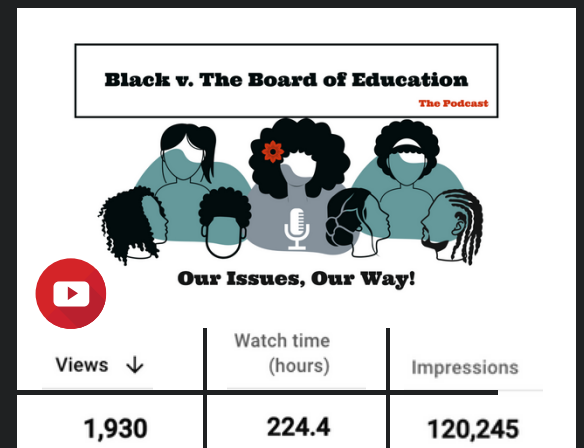 Black v. The Board of Education
The Podcast
Our Issues, Our Way!
Views ↓
Watch time
(hours)
Impressions
1,930
224.4
120,245